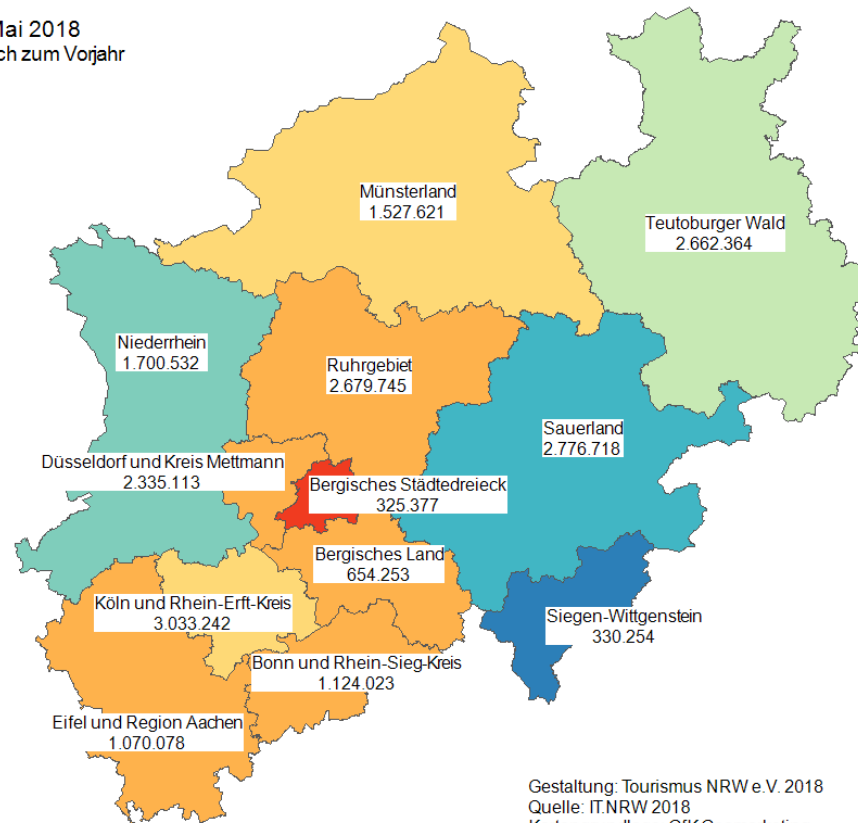 Mai 2018
zum Vorjahr
Münsterland
1.527.621
Teutoburger Wald
2.662.364
Niederrhein
1.700.532
Ruhrgebiet
2.679.745
Sauerland
2.776.718
Düsseldorf und Kreis Mettmann
2.335.113
Bergisches Städtedreieck
325.377
Bergisches Land
654.253
Köln und Rhein-Erft-Kreis
3.033.242
Siegen-Wittgenstein
330.254
Bonn und Rhein-Sieg-Kreis
1.124.023
Eifel und Region Aachen
1.070.078
Gestaltung: Tourismus NRW e.V. 2018
Quelle: IT.NRW 2018